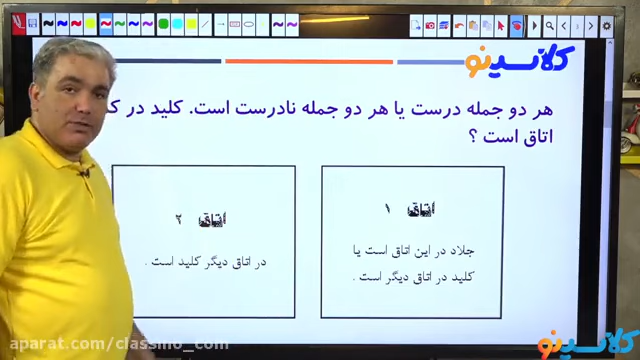 کلاسینو
هر دو جمله درست یا هر دو جمله نادرست است. کلید در
اتاق است ؟
اتاق ۱
جلاد در این اتاق است یا
کلید در اتاق دیگر است .
اتاق ۲
در اتاق دیگر کلید است .
aparat.com/classino_com
کلاسینو